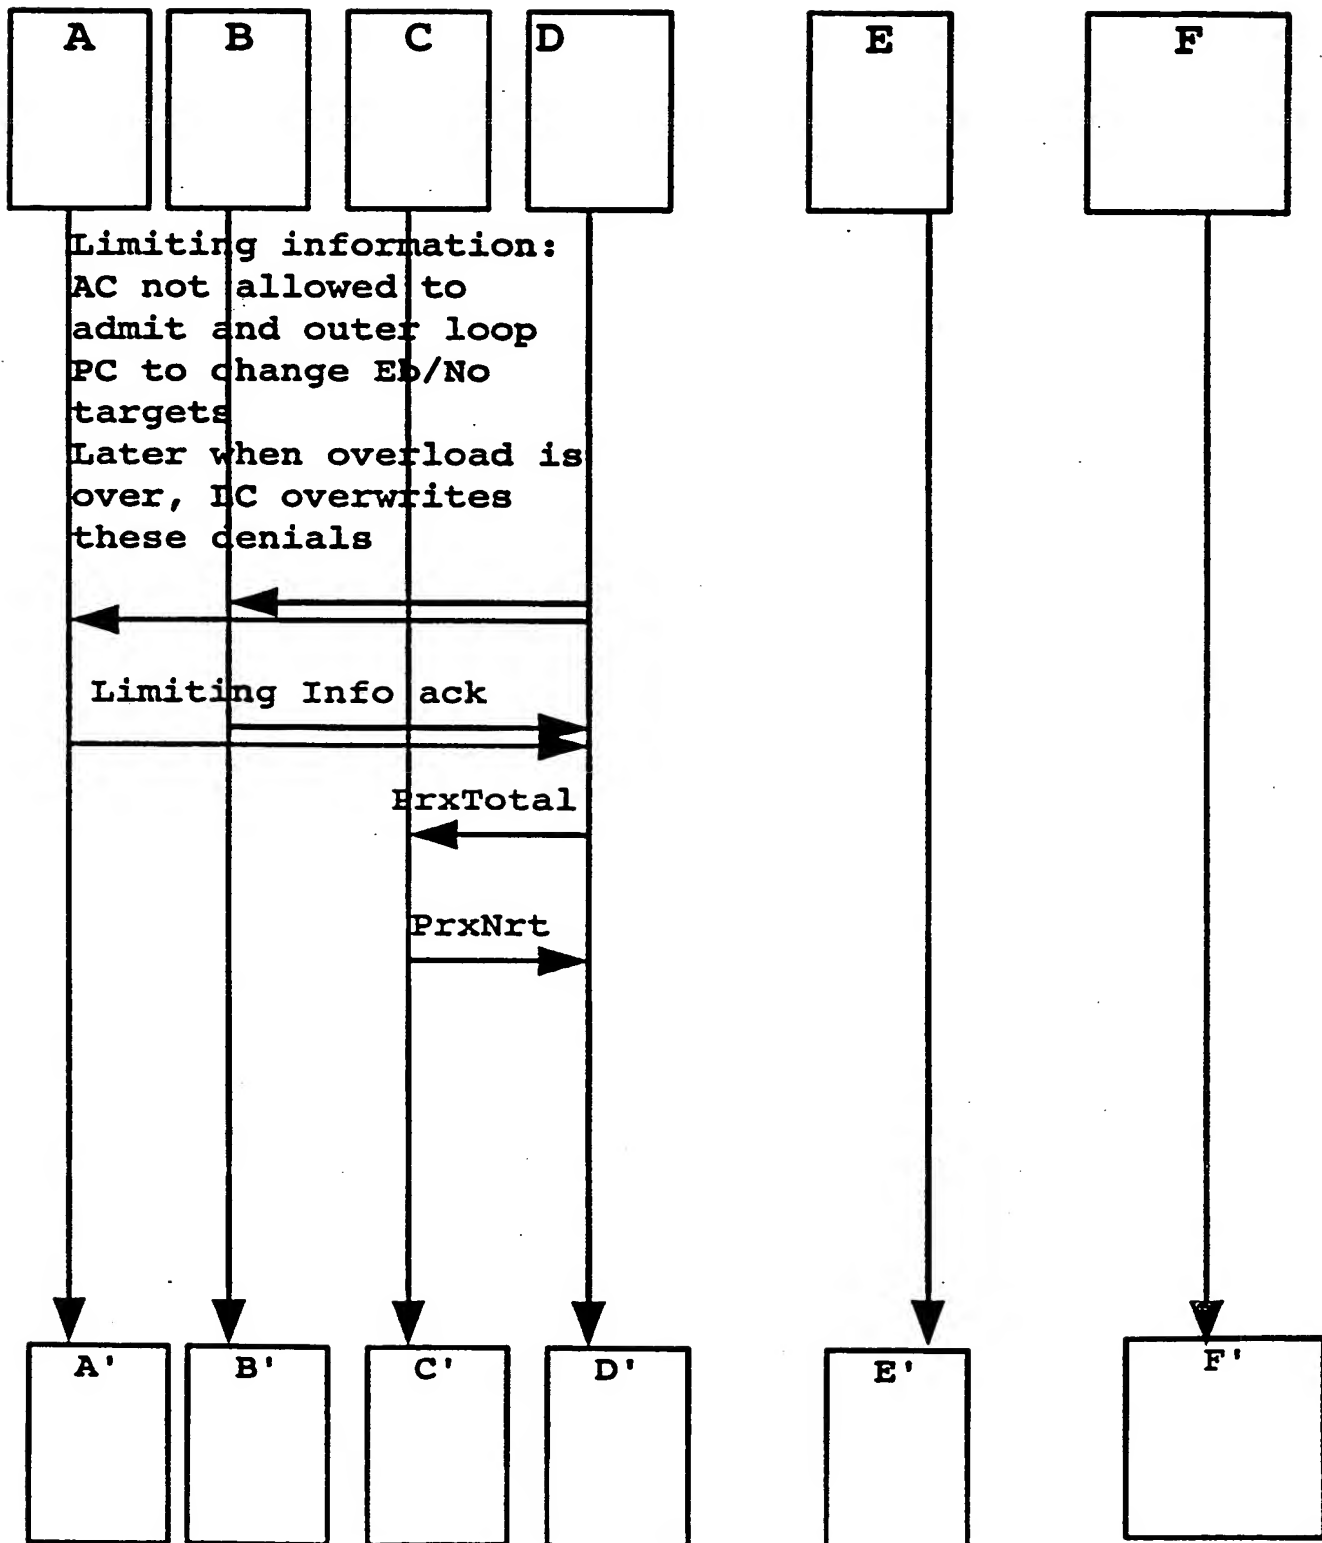 A B C D E F
Limiting information:
AC not allowed to
admit and outer loop
PC to change Eb/No
targets
Later when overload is
over, LC overwrites
these denials
Limiting Info ack
PrxTotal
PrxNrt
A' B' C' D' E' F'